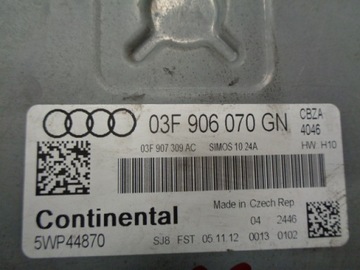 03F 906 070 GN CBZA
4046
03F 907 309 AC SIMOS 10.24A HW H10
Continental Made in Czech Rep
04 2446
5WP44870 SJ8 FST 05.11.12 0013 0102